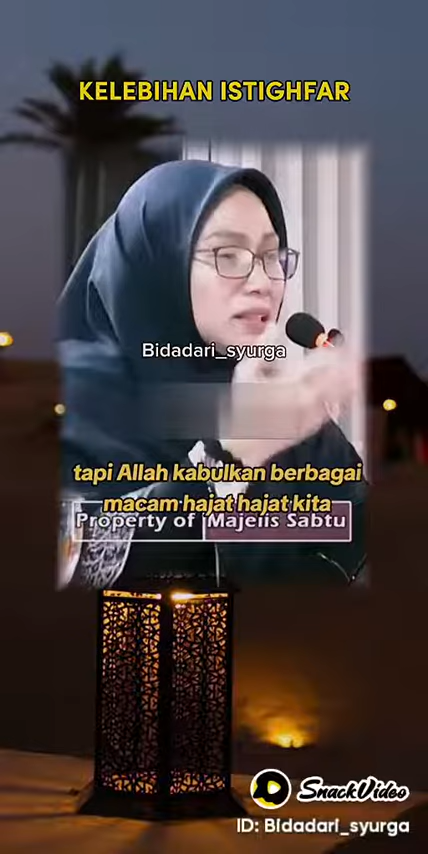 KELEBIHAN ISTIGHFAR
Bidadari_syurga
tapi Allah kabulkan berbagai
macam hajat hajat kita
Property of Majelis Sabtu
SnackVideo
ID: Bidadari_syurga